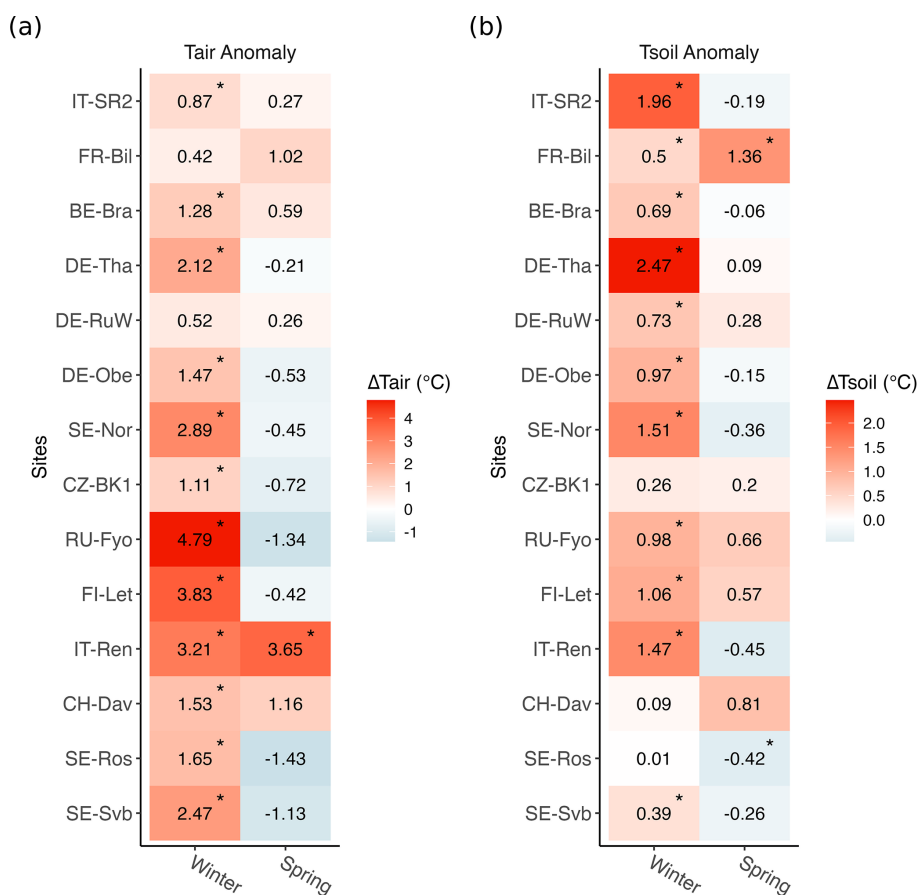 (a)
Tair Anomaly
IT-SR2 0.87 * 0.27
FR-Bil 0.42 1.02
BE-Bra 1.28 * 0.59
DE-Tha 2.12 * -0.21
DE-RuW 0.52 0.26
DE-Obe 1.47 * -0.53
SE-Nor 2.89 * -0.45
CZ-BK1 1.11 * -0.72
RU-Fyo 4.79 * -1.34
FI-Let 3.83 * -0.42
IT-Ren 3.21 * 3.65 *
CH-Dav 1.53 * 1.16
SE-Ros 1.65 * -1.43
SE-Svb 2.47 * -1.13
Sites
Winter Spring
ΔTair (°C)
4
3
2
1
0
-1
(b)
Tsoil Anomaly
IT-SR2 1.96 * -0.19
FR-Bil 0.5 * 1.36 *
BE-Bra 0.69 * -0.06
DE-Tha 2.47 * 0.09
DE-RuW 0.73 * 0.28
DE-Obe 0.97 * -0.15
SE-Nor 1.51 * -0.36
CZ-BK1 0.26 0.2
RU-Fyo 0.98 * 0.66
FI-Let 1.06 * 0.57
IT-Ren 1.47 * -0.45
CH-Dav 0.09 0.81
SE-Ros 0.01 -0.42 *
SE-Svb 0.39 * -0.26
Sites
Winter Spring
ΔTsoil (°C)
2.0
1.5
1.0
0.5
0.0